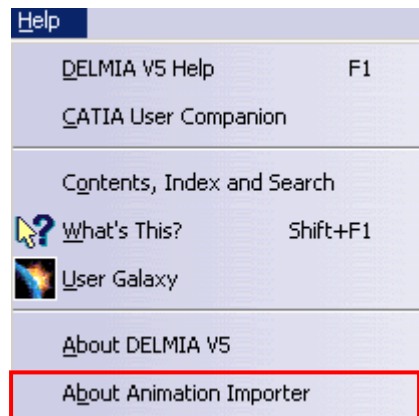 Help
DELMIA V5 Help F1
CATIA User Companion
Contents, Index and Search
What's This? Shift+F1
User Galaxy
About DELMIA V5
About Animation Importer